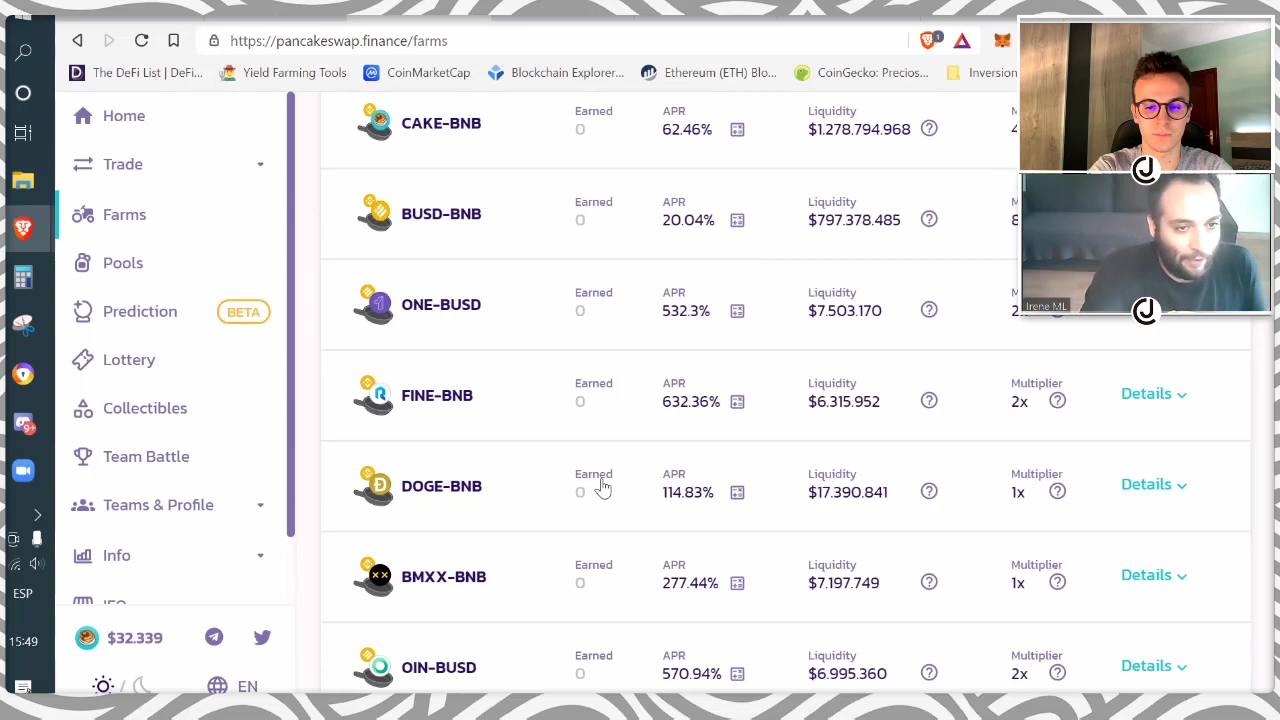 https://pancakeswap.finance/farms
1
The DeFi List | DeFi...
Yield Farming Tools
CoinMarketCap
Blockchain Explorer...
Ethereum (ETH) Blo...
CoinGecko: Precios...
Inversion
Home
Trade
Farms
Pools
Prediction
BETA
Lottery
Collectibles
Team Battle
Teams & Profile
Info
IFO
$32.339
EN
9+
ESP
15:49
CAKE-BNB
Earned
0
APR
62.46%
Liquidity
$1.278.794.968
BUSD-BNB
Earned
0
APR
20.04%
Liquidity
$797.378.485
ONE-BUSD
Earned
0
APR
532.3%
Liquidity
$7.503.170
FINE-BNB
Earned
0
APR
632.36%
Liquidity
$6.315.952
Multiplier
2x
Details
DOGE-BNB
Earned
0
APR
114.83%
Liquidity
$17.390.841
Multiplier
1x
Details
BMXX-BNB
Earned
0
APR
277.44%
Liquidity
$7.197.749
Multiplier
1x
Details
OIN-BUSD
Earned
0
APR
570.94%
Liquidity
$6.995.360
Multiplier
2x
Details
Irene ML